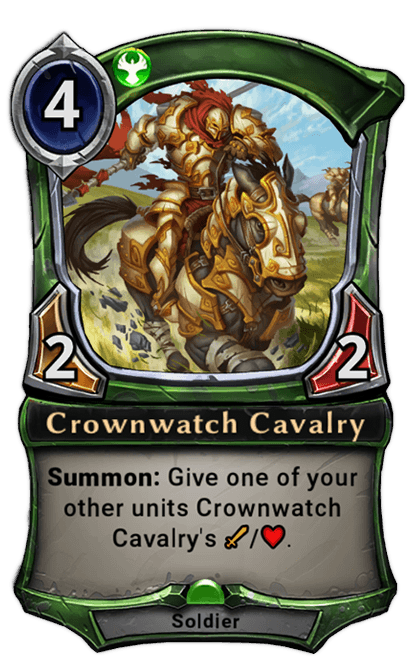 4
2
2
Crownwatch Cavalry
Summon: Give one of your
other units Crownwatch
Cavalry's /.
Soldier